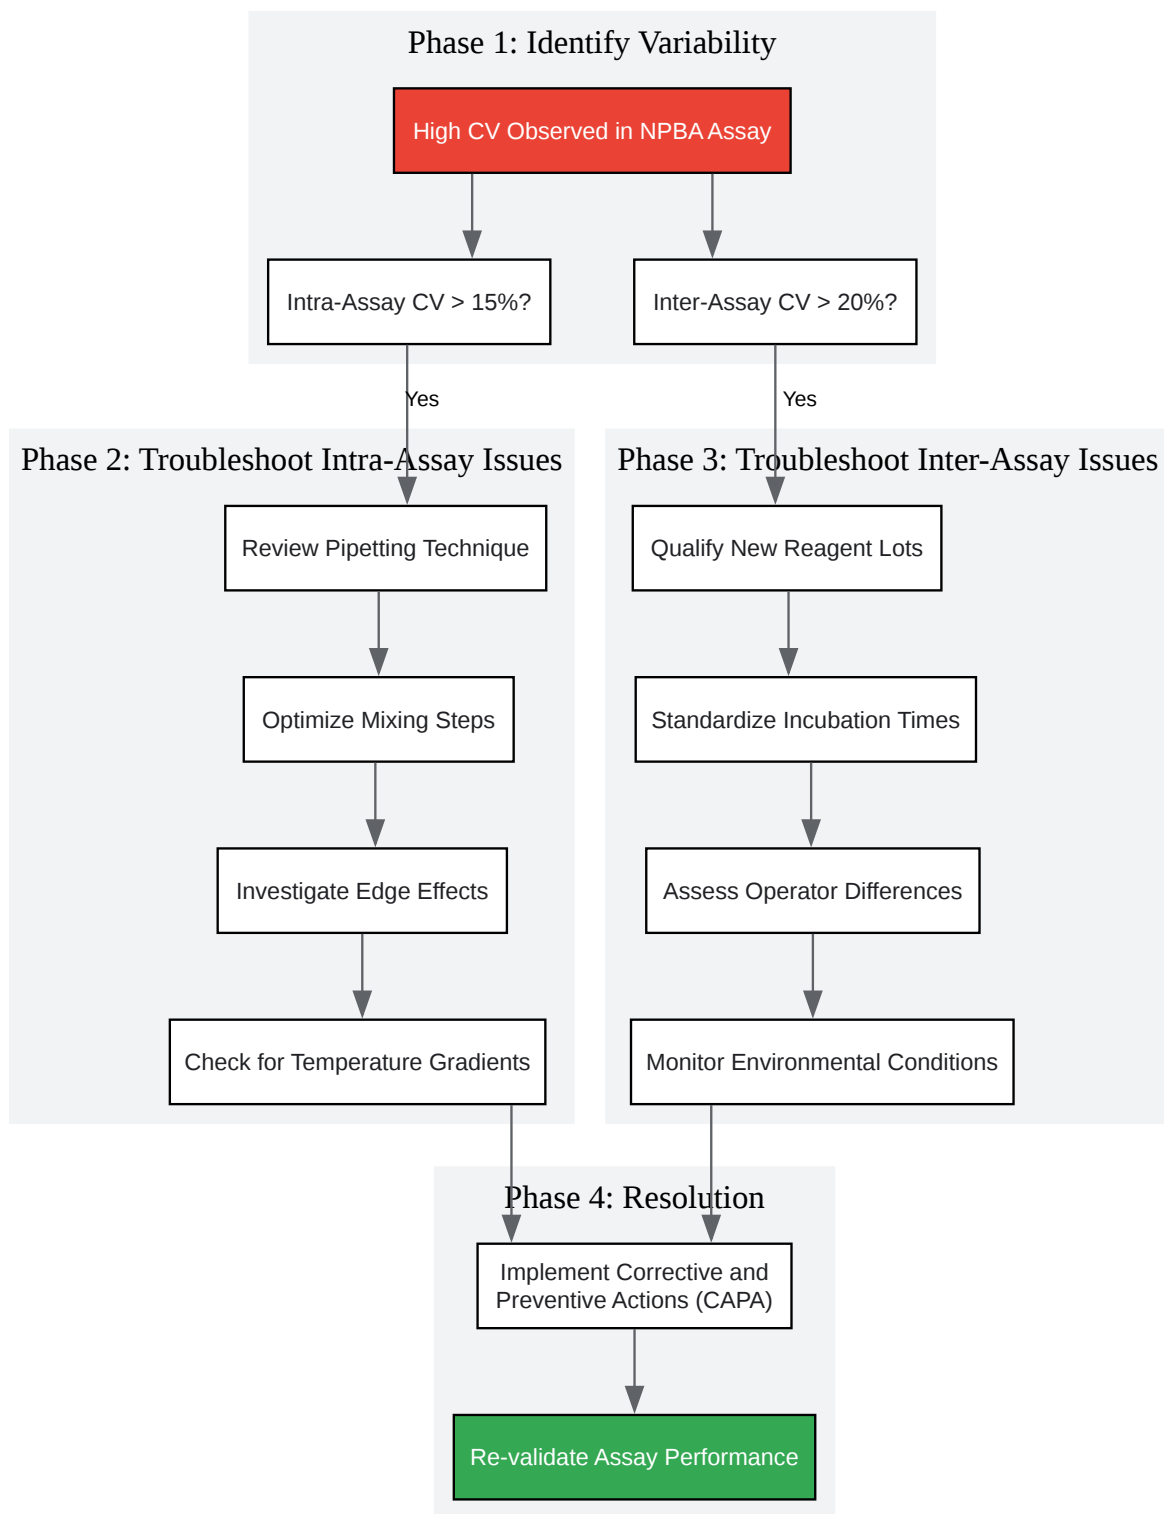 Phase 1: Identify Variability
High CV Observed in NPBA Assay
Intra-Assay CV > 15%?
Inter-Assay CV > 20%?
Yes
Yes
Phase 2: Troubleshoot Intra-Assay Issues
Review Pipetting Technique
Optimize Mixing Steps
Investigate Edge Effects
Check for Temperature Gradients
Phase 3: Troubleshoot Inter-Assay Issues
Qualify New Reagent Lots
Standardize Incubation Times
Assess Operator Differences
Monitor Environmental Conditions
Phase 4: Resolution
Implement Corrective and
Preventive Actions (CAPA)
Re-validate Assay Performance